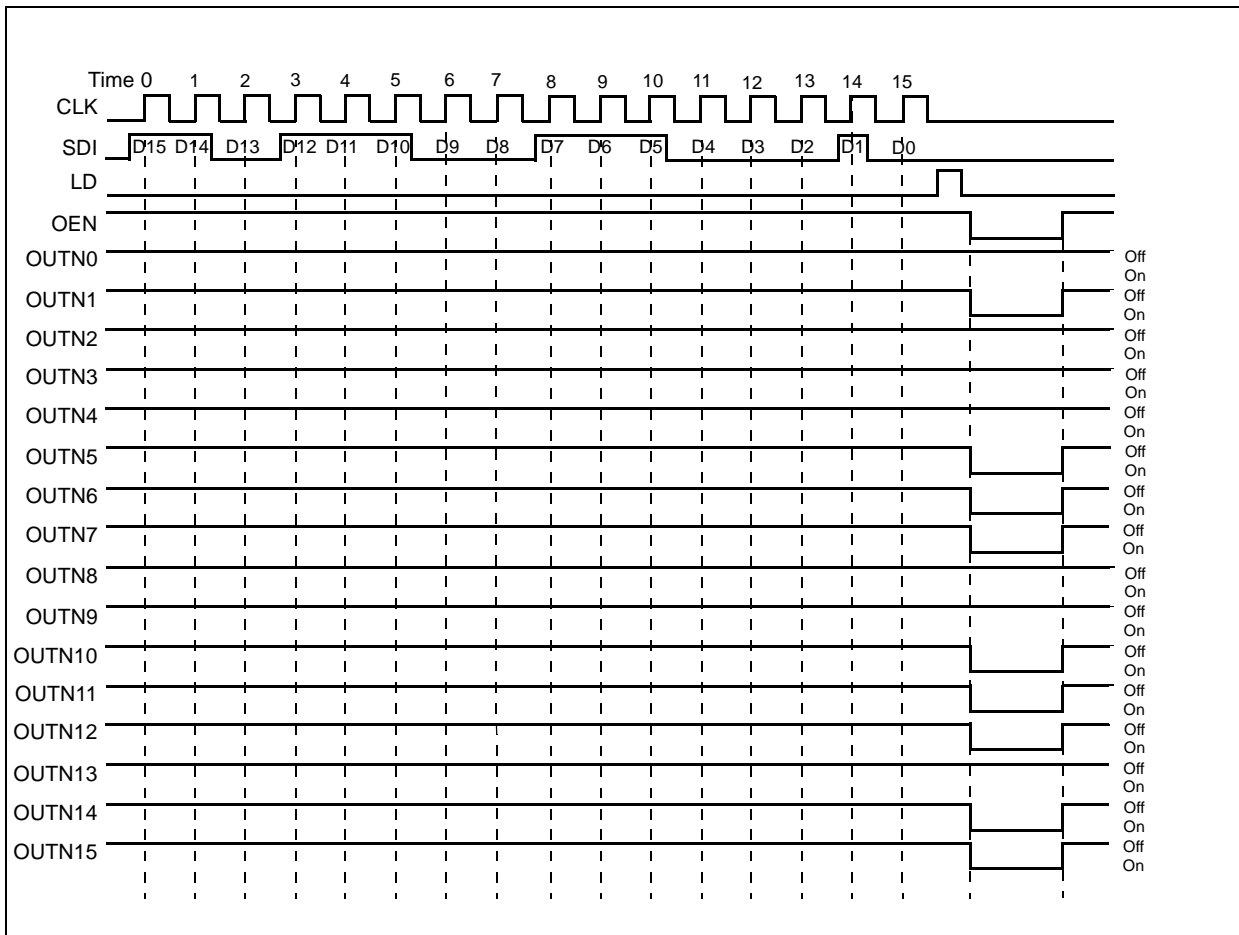 Time 0 1 2 3 4 5 6 7 8 9 10 11 12 13 14 15
CLK
SDI D15 D14 D13 D12 D11 D10 D9 D8 D7 D6 D5 D4 D3 D2 D1 D0
LD
OEN
OUTN0 Off
On
OUTN1 Off
On
OUTN2 Off
On
OUTN3 Off
On
OUTN4 Off
On
OUTN5 Off
On
OUTN6 Off
On
OUTN7 Off
On
OUTN8 Off
On
OUTN9 Off
On
OUTN10 Off
On
OUTN11 Off
On
OUTN12 Off
On
OUTN13 Off
On
OUTN14 Off
On
OUTN15 Off
On